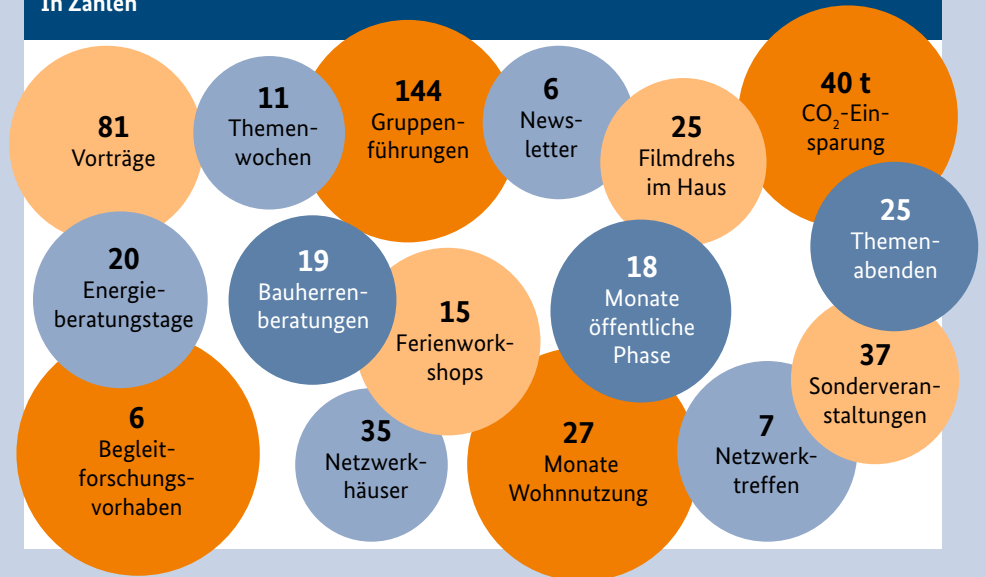 In Zahlen
81
Vorträge
11
Themen-
wochen
144
Gruppen-
führungen
6
News-
letter
25
Filmdrehs
im Haus
40 t
CO₂-Ein-
sparung
20
Energie-
beratungstage
19
Bauherren-
beratungen
15
Ferienwork-
shops
18
Monate
öffentliche
Phase
25
Themen-
abenden
37
Sonderveran-
staltungen
6
Begleit-
forschungs-
vorhaben
35
Netzwerk-
häuser
27
Monate
Wohnnutzung
7
Netzwerk-
treffen